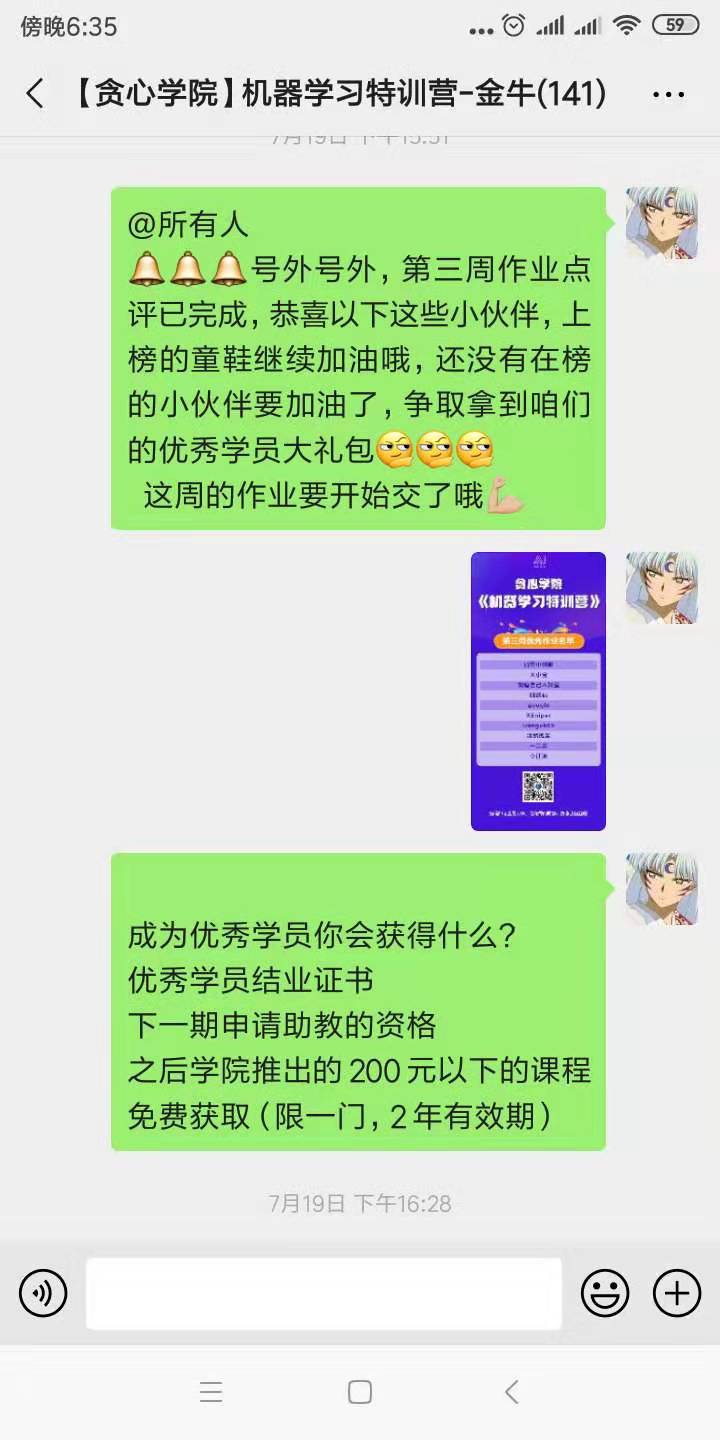 傍晚6:35
59
【贪心学院】机器学习特训营-金牛(141)
7月19日 下午15:51
@所有人
号外号外，第三周作业点
评已完成，恭喜以下这些小伙伴，上
榜的童鞋继续加油哦，还没有在榜
的小伙伴要加油了，争取拿到咱们
的优秀学员大礼包
这周的作业要开始交了哦
贪心学院
《机器学习特训营》
第三周优秀作业名单
成为优秀学员你会获得什么？
优秀学员结业证书
下一期申请助教的资格
之后学院推出的 200 元以下的课程
免费获取（限一门，2 年有效期）
7月19日 下午16:28